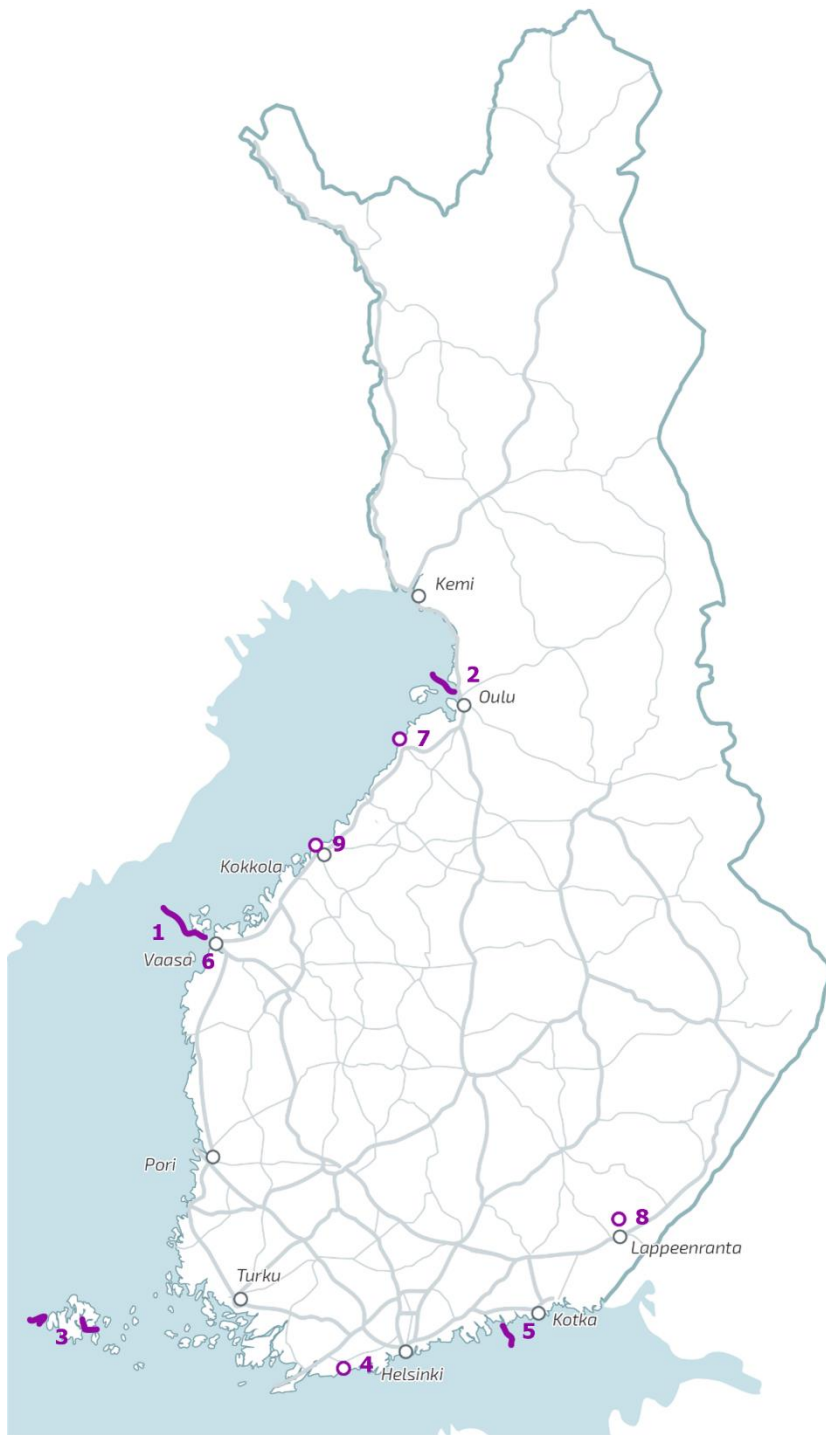 Kemi
2
Oulu
7
9
Kokkola
1
Vaasa
6
Pori
8
Lappeenranta
Turku
Kotka
3
5
4
Helsinki